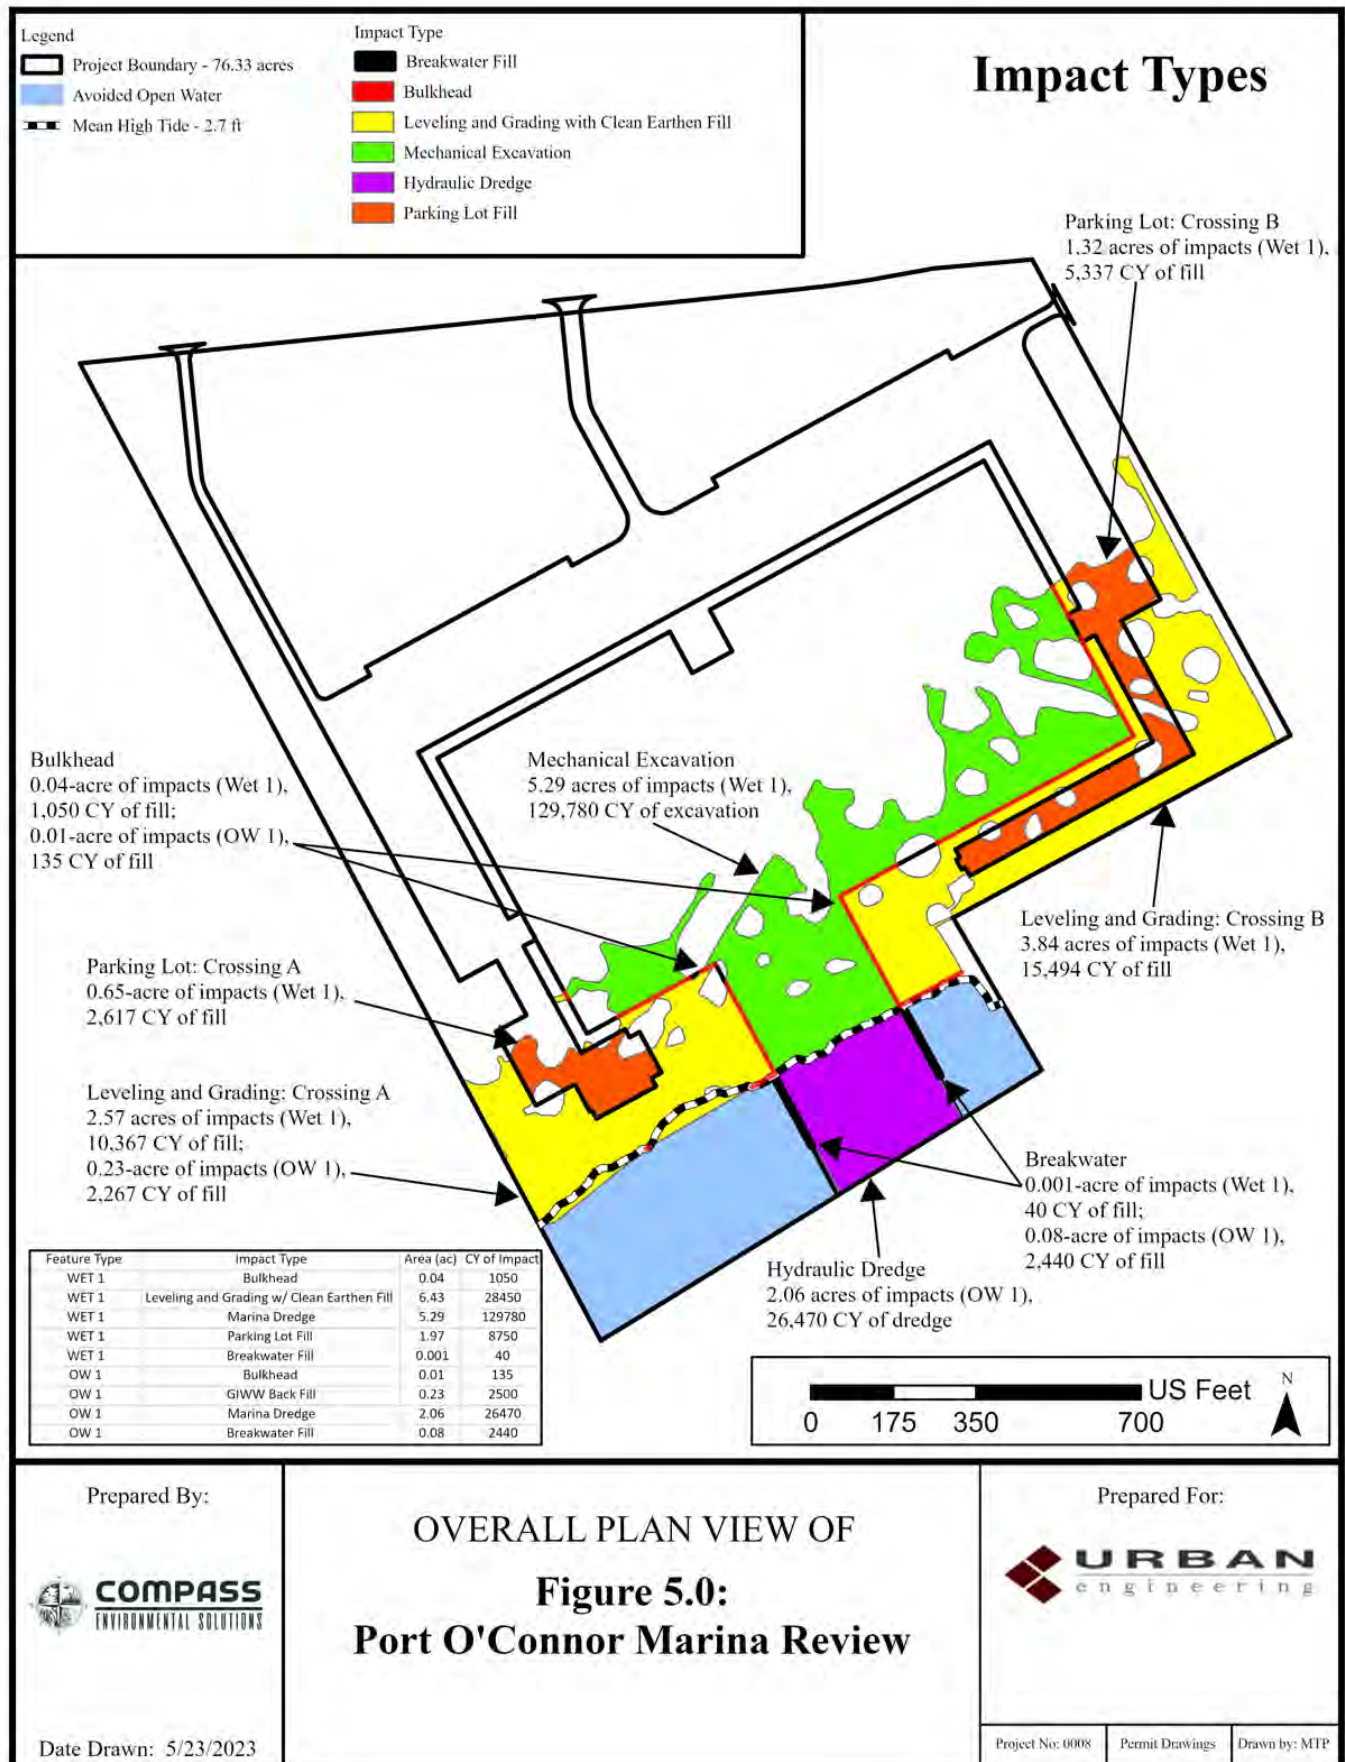 Legend
Project Boundary - 76.33 acres
Avoided Open Water
Mean High Tide - 2.7 ft
Impact Type
Breakwater Fill
Bulkhead
Leveling and Grading with Clean Earthen Fill
Mechanical Excavation
Hydraulic Dredge
Parking Lot Fill
Impact Types
Parking Lot: Crossing B
1.32 acres of impacts (Wet 1),
5,337 CY of fill
Bulkhead
0.04-acre of impacts (Wet 1),
1,050 CY of fill;
0.01-acre of impacts (OW 1),
135 CY of fill
Mechanical Excavation
5.29 acres of impacts (Wet 1),
129,780 CY of excavation
Leveling and Grading: Crossing B
3.84 acres of impacts (Wet 1),
15,494 CY of fill
Parking Lot: Crossing A
0.65-acre of impacts (Wet 1),
2,617 CY of fill
Leveling and Grading: Crossing A
2.57 acres of impacts (Wet 1),
10,367 CY of fill;
0.23-acre of impacts (OW 1),
2,267 CY of fill
Breakwater
0.001-acre of impacts (Wet 1),
40 CY of fill;
0.08-acre of impacts (OW 1),
2,440 CY of fill
Hydraulic Dredge
2.06 acres of impacts (OW 1),
26,470 CY of dredge
Feature Type Impact Type Area (ac) CY of Impact
WET 1 Bulkhead 0.04 1050
WET 1 Leveling and Grading w/ Clean Earthen Fill 6.43 28450
WET 1 Marina Dredge 5.29 129780
WET 1 Parking Lot Fill 1.97 8750
WET 1 Breakwater Fill 0.001 40
OW 1 Bulkhead 0.01 135
OW 1 GIWW Back Fill 0.23 2500
OW 1 Marina Dredge 2.06 26470
OW 1 Breakwater Fill 0.08 2440
US Feet
0 175 350 700
N
Prepared By:
COMPASS
ENVIRONMENTAL SOLUTIONS
Date Drawn: 5/23/2023
OVERALL PLAN VIEW OF
Figure 5.0:
Port O'Connor Marina Review
Prepared For:
URBAN
engineering
Project No: 0008
Permit Drawings
Drawn by: MTP